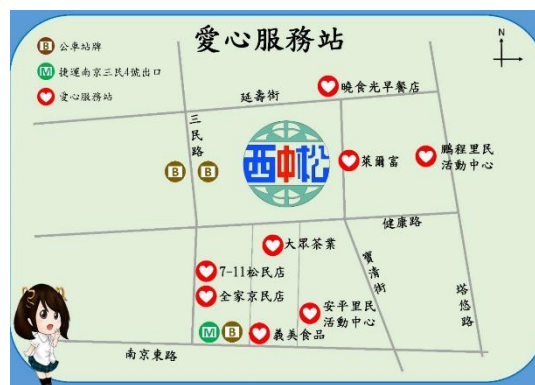 愛心服務站
N
B 公車站牌
M 捷運南京三民4號出口
愛心服務站
延壽街
曉食光早餐店
三民路
西中松
B B
萊爾富
鵬程里民
活動中心
健康路
大眾茶業
7-11松民店
全家京民店
寶清街
塔悠路
安平里民
活動中心
M B
義美食品
南京東路